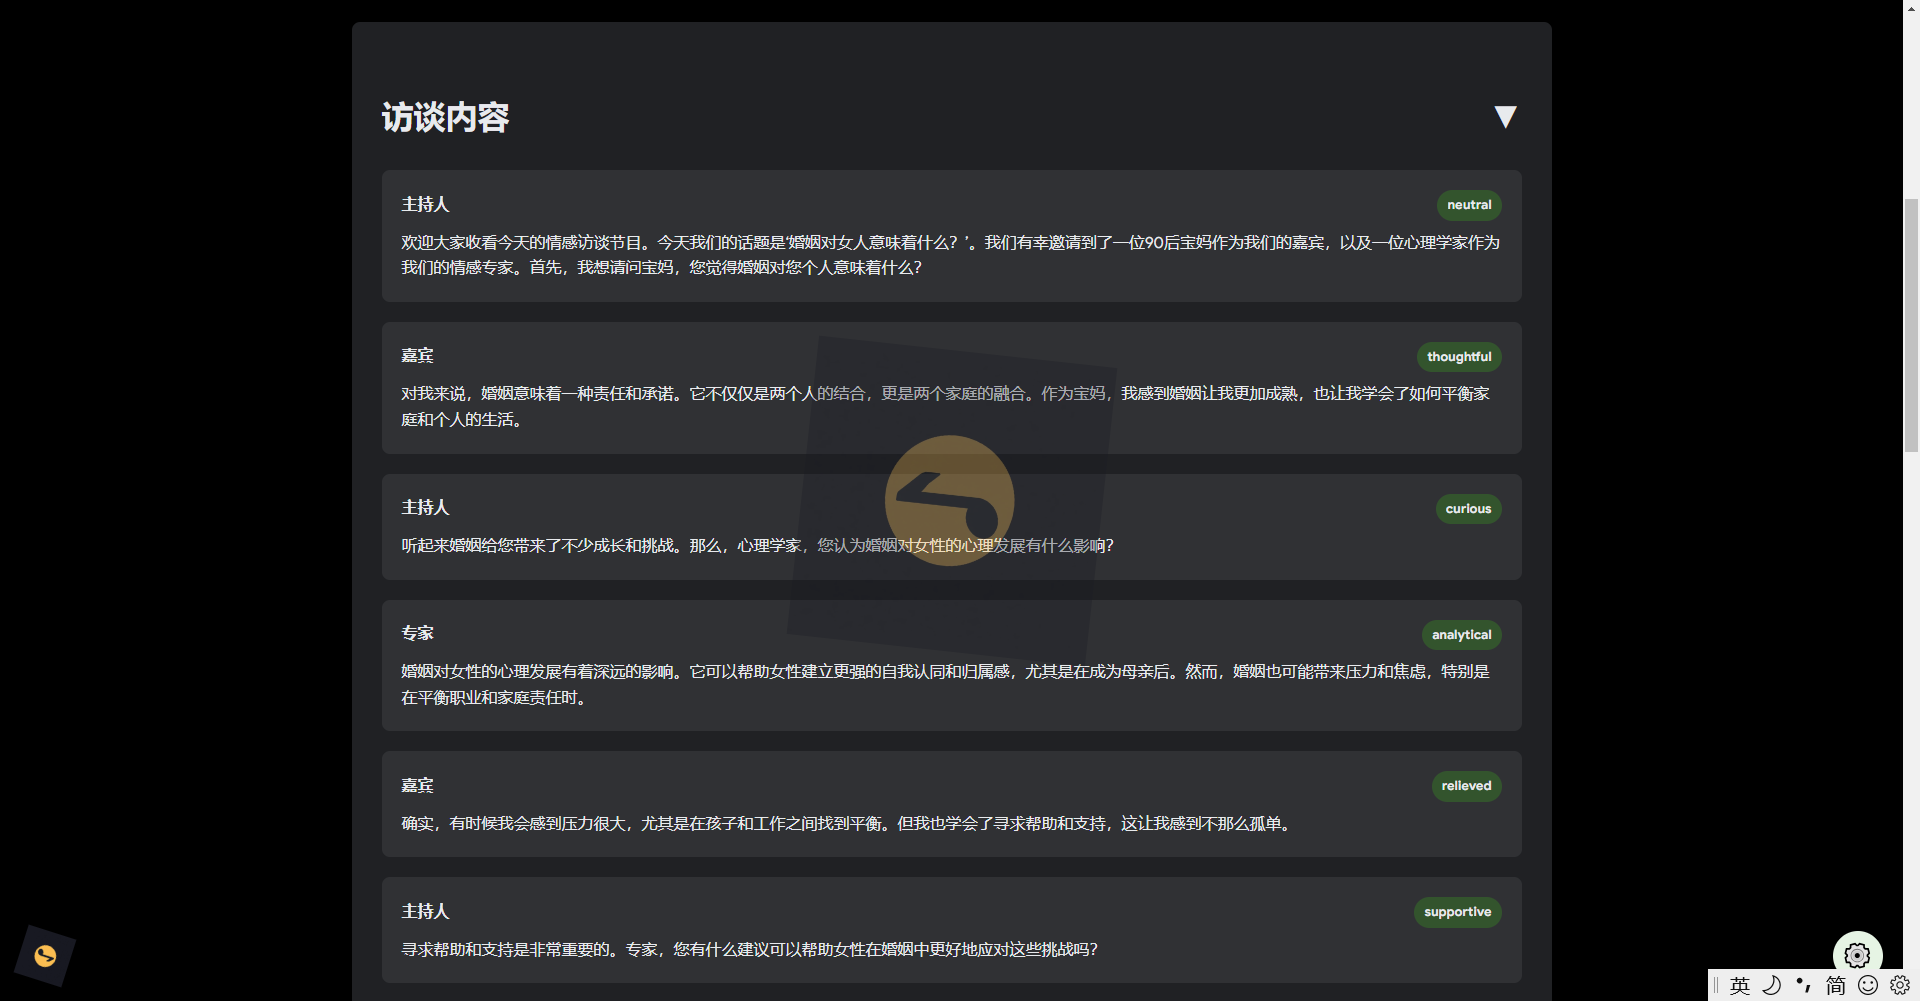 访谈内容
▼
主持人
neutral
欢迎大家收看今天的情感访谈节目。今天我们的话题是‘婚姻对女人意味着什么？’。我们有幸邀请到了一位90后宝妈作为我们的嘉宾，以及一位心理学家作为
我们的情感专家。首先，我想请问宝妈，您觉得婚姻对您个人意味着什么？
嘉宾
thoughtful
对我来说，婚姻意味着一种责任和承诺。它不仅仅是两个人的结合，更是两个家庭的融合。作为宝妈，我感到婚姻让我更加成熟，也让我学会了如何平衡家
庭和个人的生活。
主持人
curious
听起来婚姻给您带来了不少成长和挑战。那么，心理学家，您认为婚姻对女性的心理发展有什么影响？
专家
analytical
婚姻对女性的心理发展有着深远的影响。它可以帮助女性建立更强的自我认同和归属感，尤其是在成为母亲后。然而，婚姻也可能带来压力和焦虑，特别是
在平衡职业和家庭责任时。
嘉宾
relieved
确实，有时候我会感到压力很大，尤其是在孩子和工作之间找到平衡。但我也学会了寻求帮助和支持，这让我感到不那么孤单。
主持人
supportive
寻求帮助和支持是非常重要的。专家，您有什么建议可以帮助女性在婚姻中更好地应对这些挑战吗？
英 简